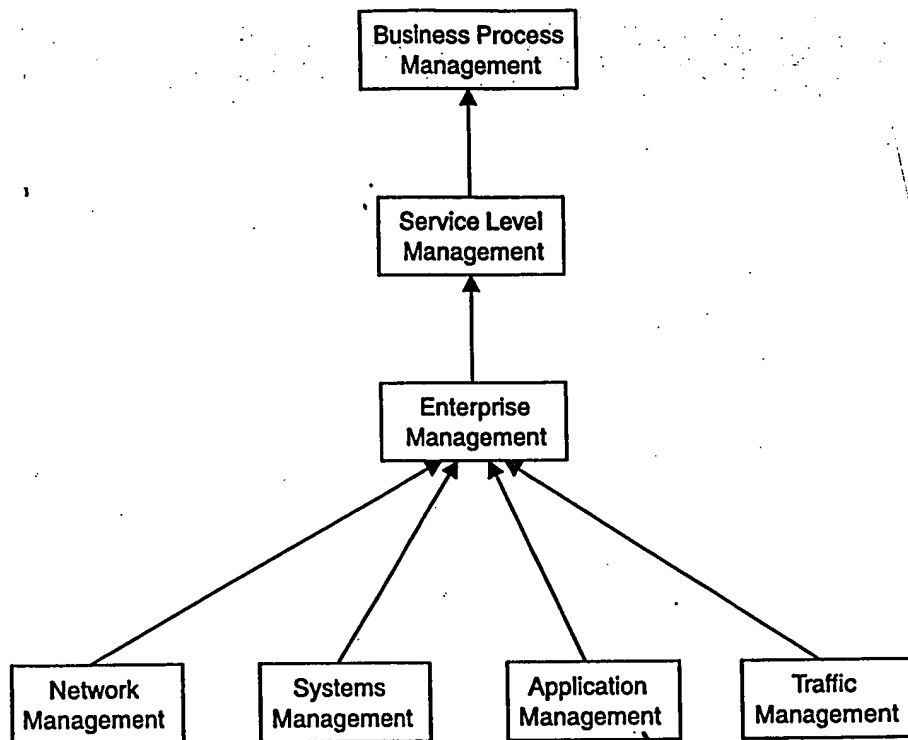 Business Process
Management
Service Level
Management
Enterprise
Management
Network
Management
Systems
Management
Application
Management
Traffic
Management